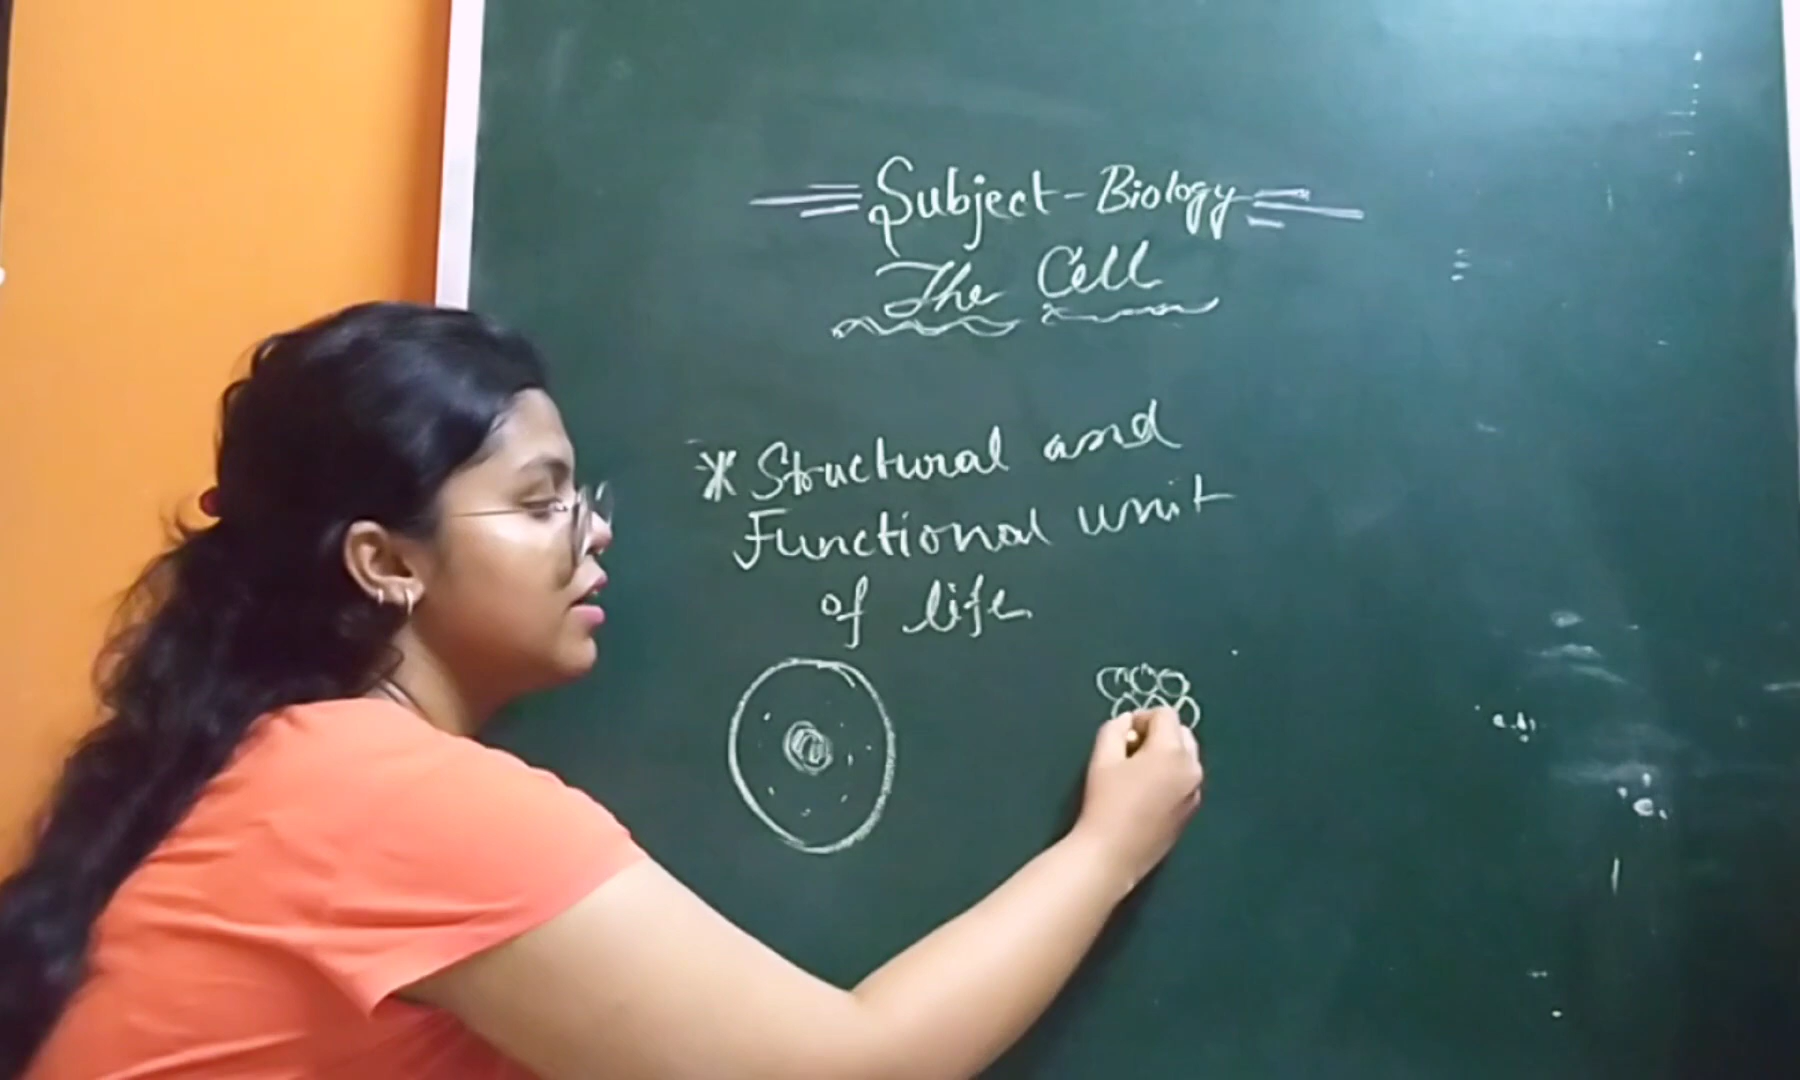 Subject - Biology
The Cell
* Structural and
Functional unit
of life